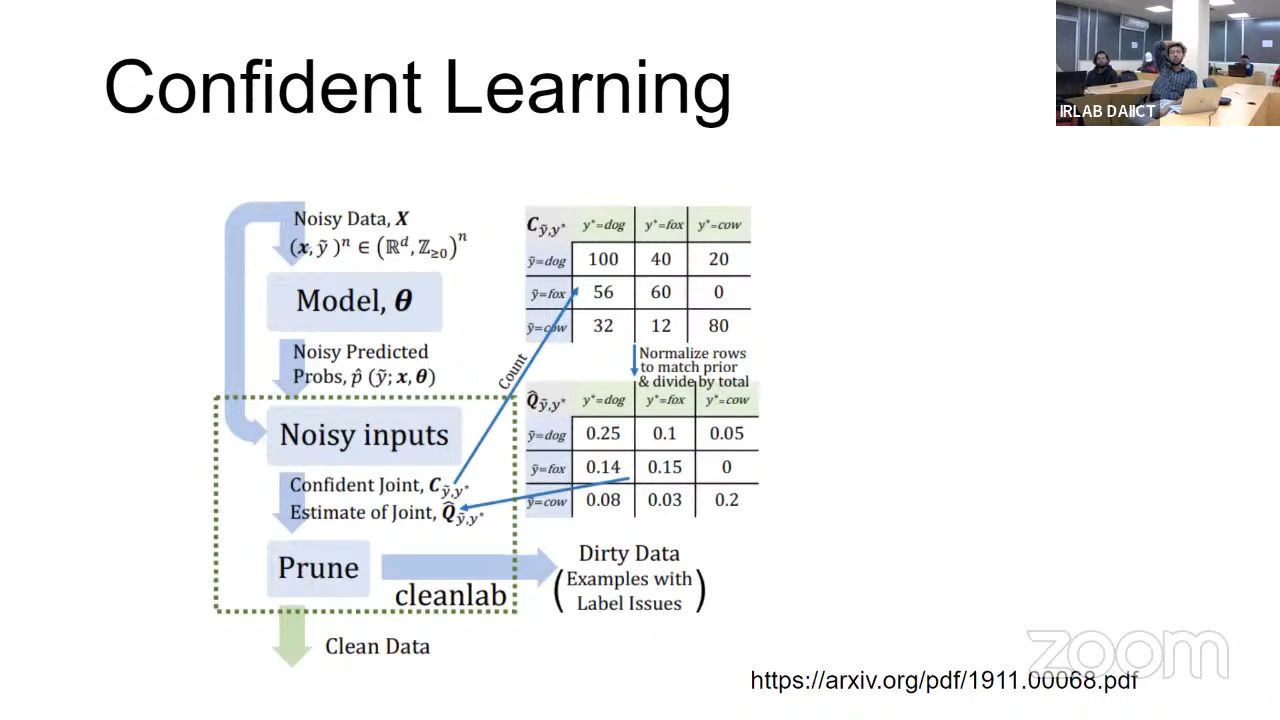 Confident Learning
IRLAB DAIICT
Noisy Data, X
(x, ỹ)ⁿ ∈ (ℝᵈ, ℤ≥0)ⁿ
Model, θ
Noisy Predicted
Probs, p̂ (ỹ; x, θ)
Noisy inputs
Confident Joint, C_ỹ,y*
Estimate of Joint, Q̂_ỹ,y*
Prune
cleanlab
Clean Data
Count
C_ỹ,y* y*=dog y*=fox y*=cow
ỹ=dog 100 40 20
ỹ=fox 56 60 0
ỹ=cow 32 12 80
Normalize rows
to match prior
& divide by total
Q̂_ỹ,y* y*=dog y*=fox y*=cow
ỹ=dog 0.25 0.1 0.05
ỹ=fox 0.14 0.15 0
ỹ=cow 0.08 0.03 0.2
Dirty Data
(Examples with
Label Issues)
zoom
https://arxiv.org/pdf/1911.00068.pdf